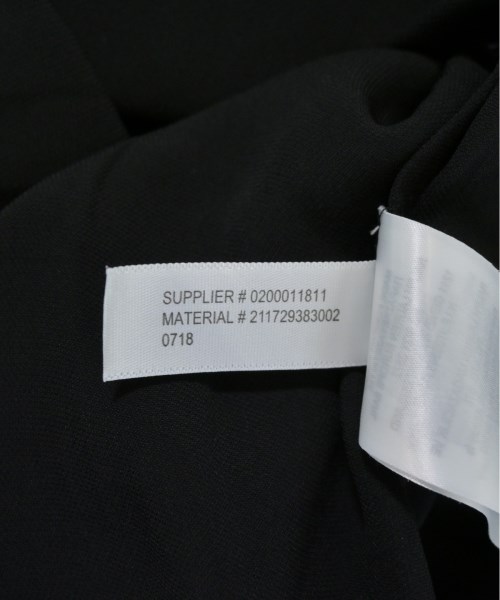 SUPPLIER # 0200011811
MATERIAL # 211729383002
0718